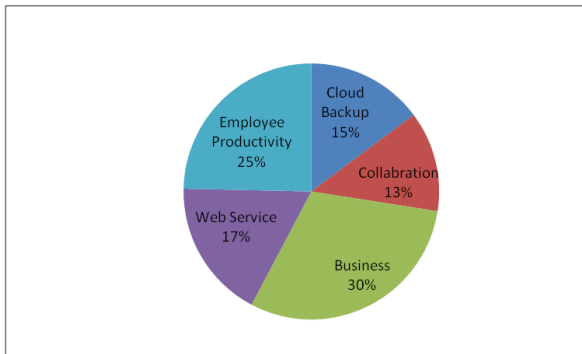 Cloud
Backup
15%
Collabration
13%
Business
30%
Web Service
17%
Employee
Productivity
25%